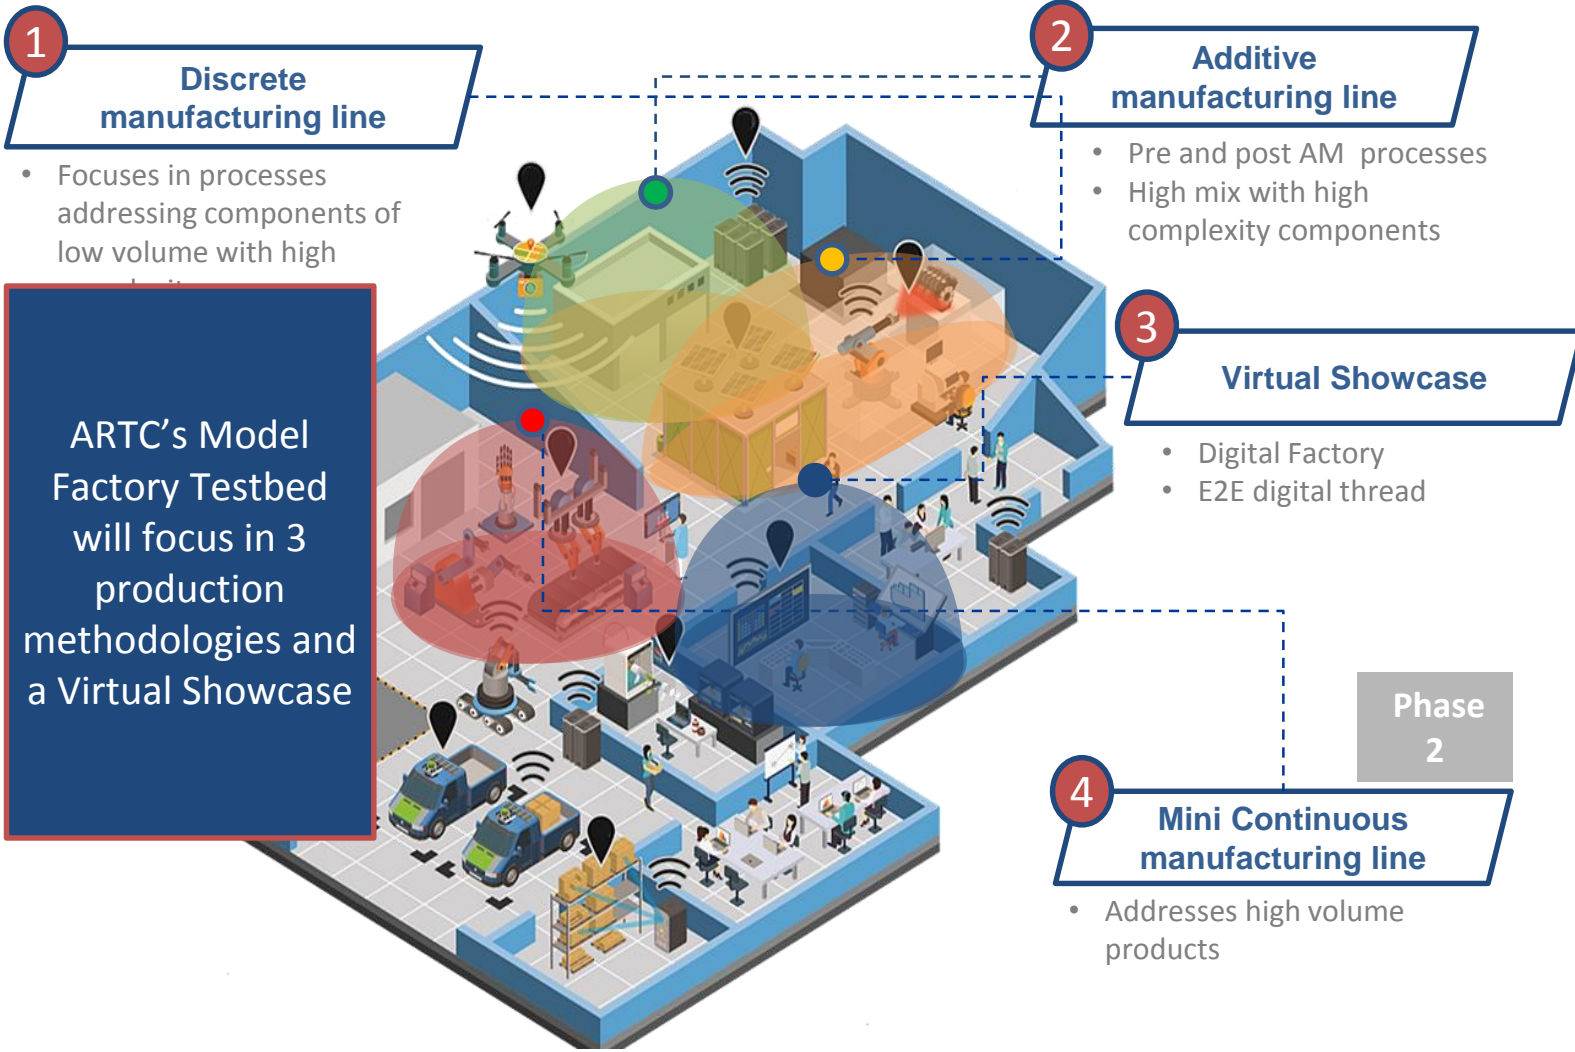 1
Discrete
manufacturing line
• Focuses in processes
addressing components of
low volume with high
2
Additive
manufacturing line
• Pre and post AM processes
• High mix with high
complexity components
3
Virtual Showcase
• Digital Factory
• E2E digital thread
ARTC’s Model
Factory Testbed
will focus in 3
production
methodologies and
a Virtual Showcase
Phase
2
4
Mini Continuous
manufacturing line
• Addresses high volume
products